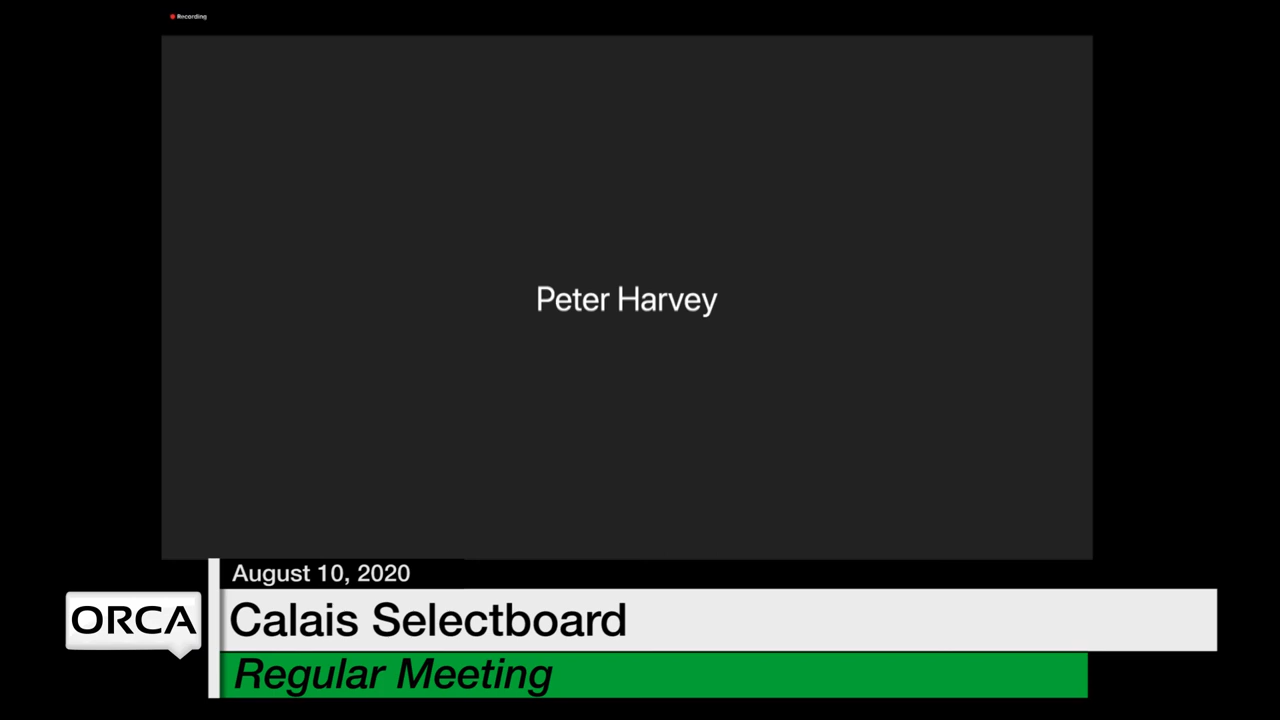 Recording
Peter Harvey
August 10, 2020
ORCA
Calais Selectboard
Regular Meeting